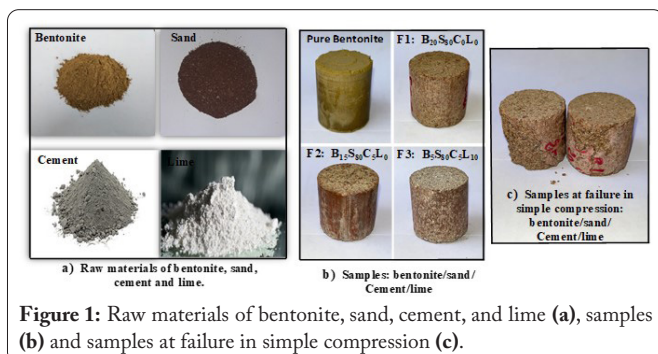 Bentonite
Sand
Cement
Lime
a) Raw materials of bentonite, sand,
cement and lime.
Pure Bentonite
F1: B₂₀S₈₀C₀L₀
F2: B₁₅S₈₀C₅L₀
F3: B₅S₈₀C₅L₁₀
b) Samples: bentonite/sand/
Cement/lime
c) Samples at failure in
simple compression:
bentonite/sand/
Cement/lime
Figure 1: Raw materials of bentonite, sand, cement, and lime (a), samples
(b) and samples at failure in simple compression (c).